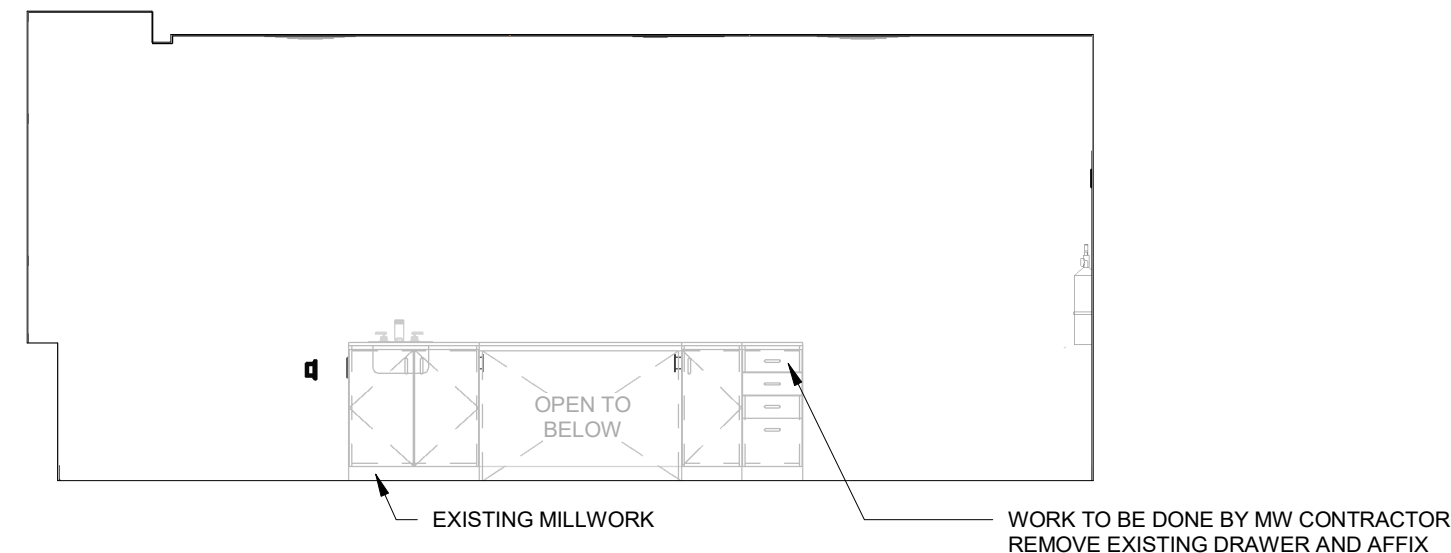 OPEN TO
BELOW
EXISTING MILLWORK
WORK TO BE DONE BY MW CONTRACTOR
REMOVE EXISTING DRAWER AND AFFIX